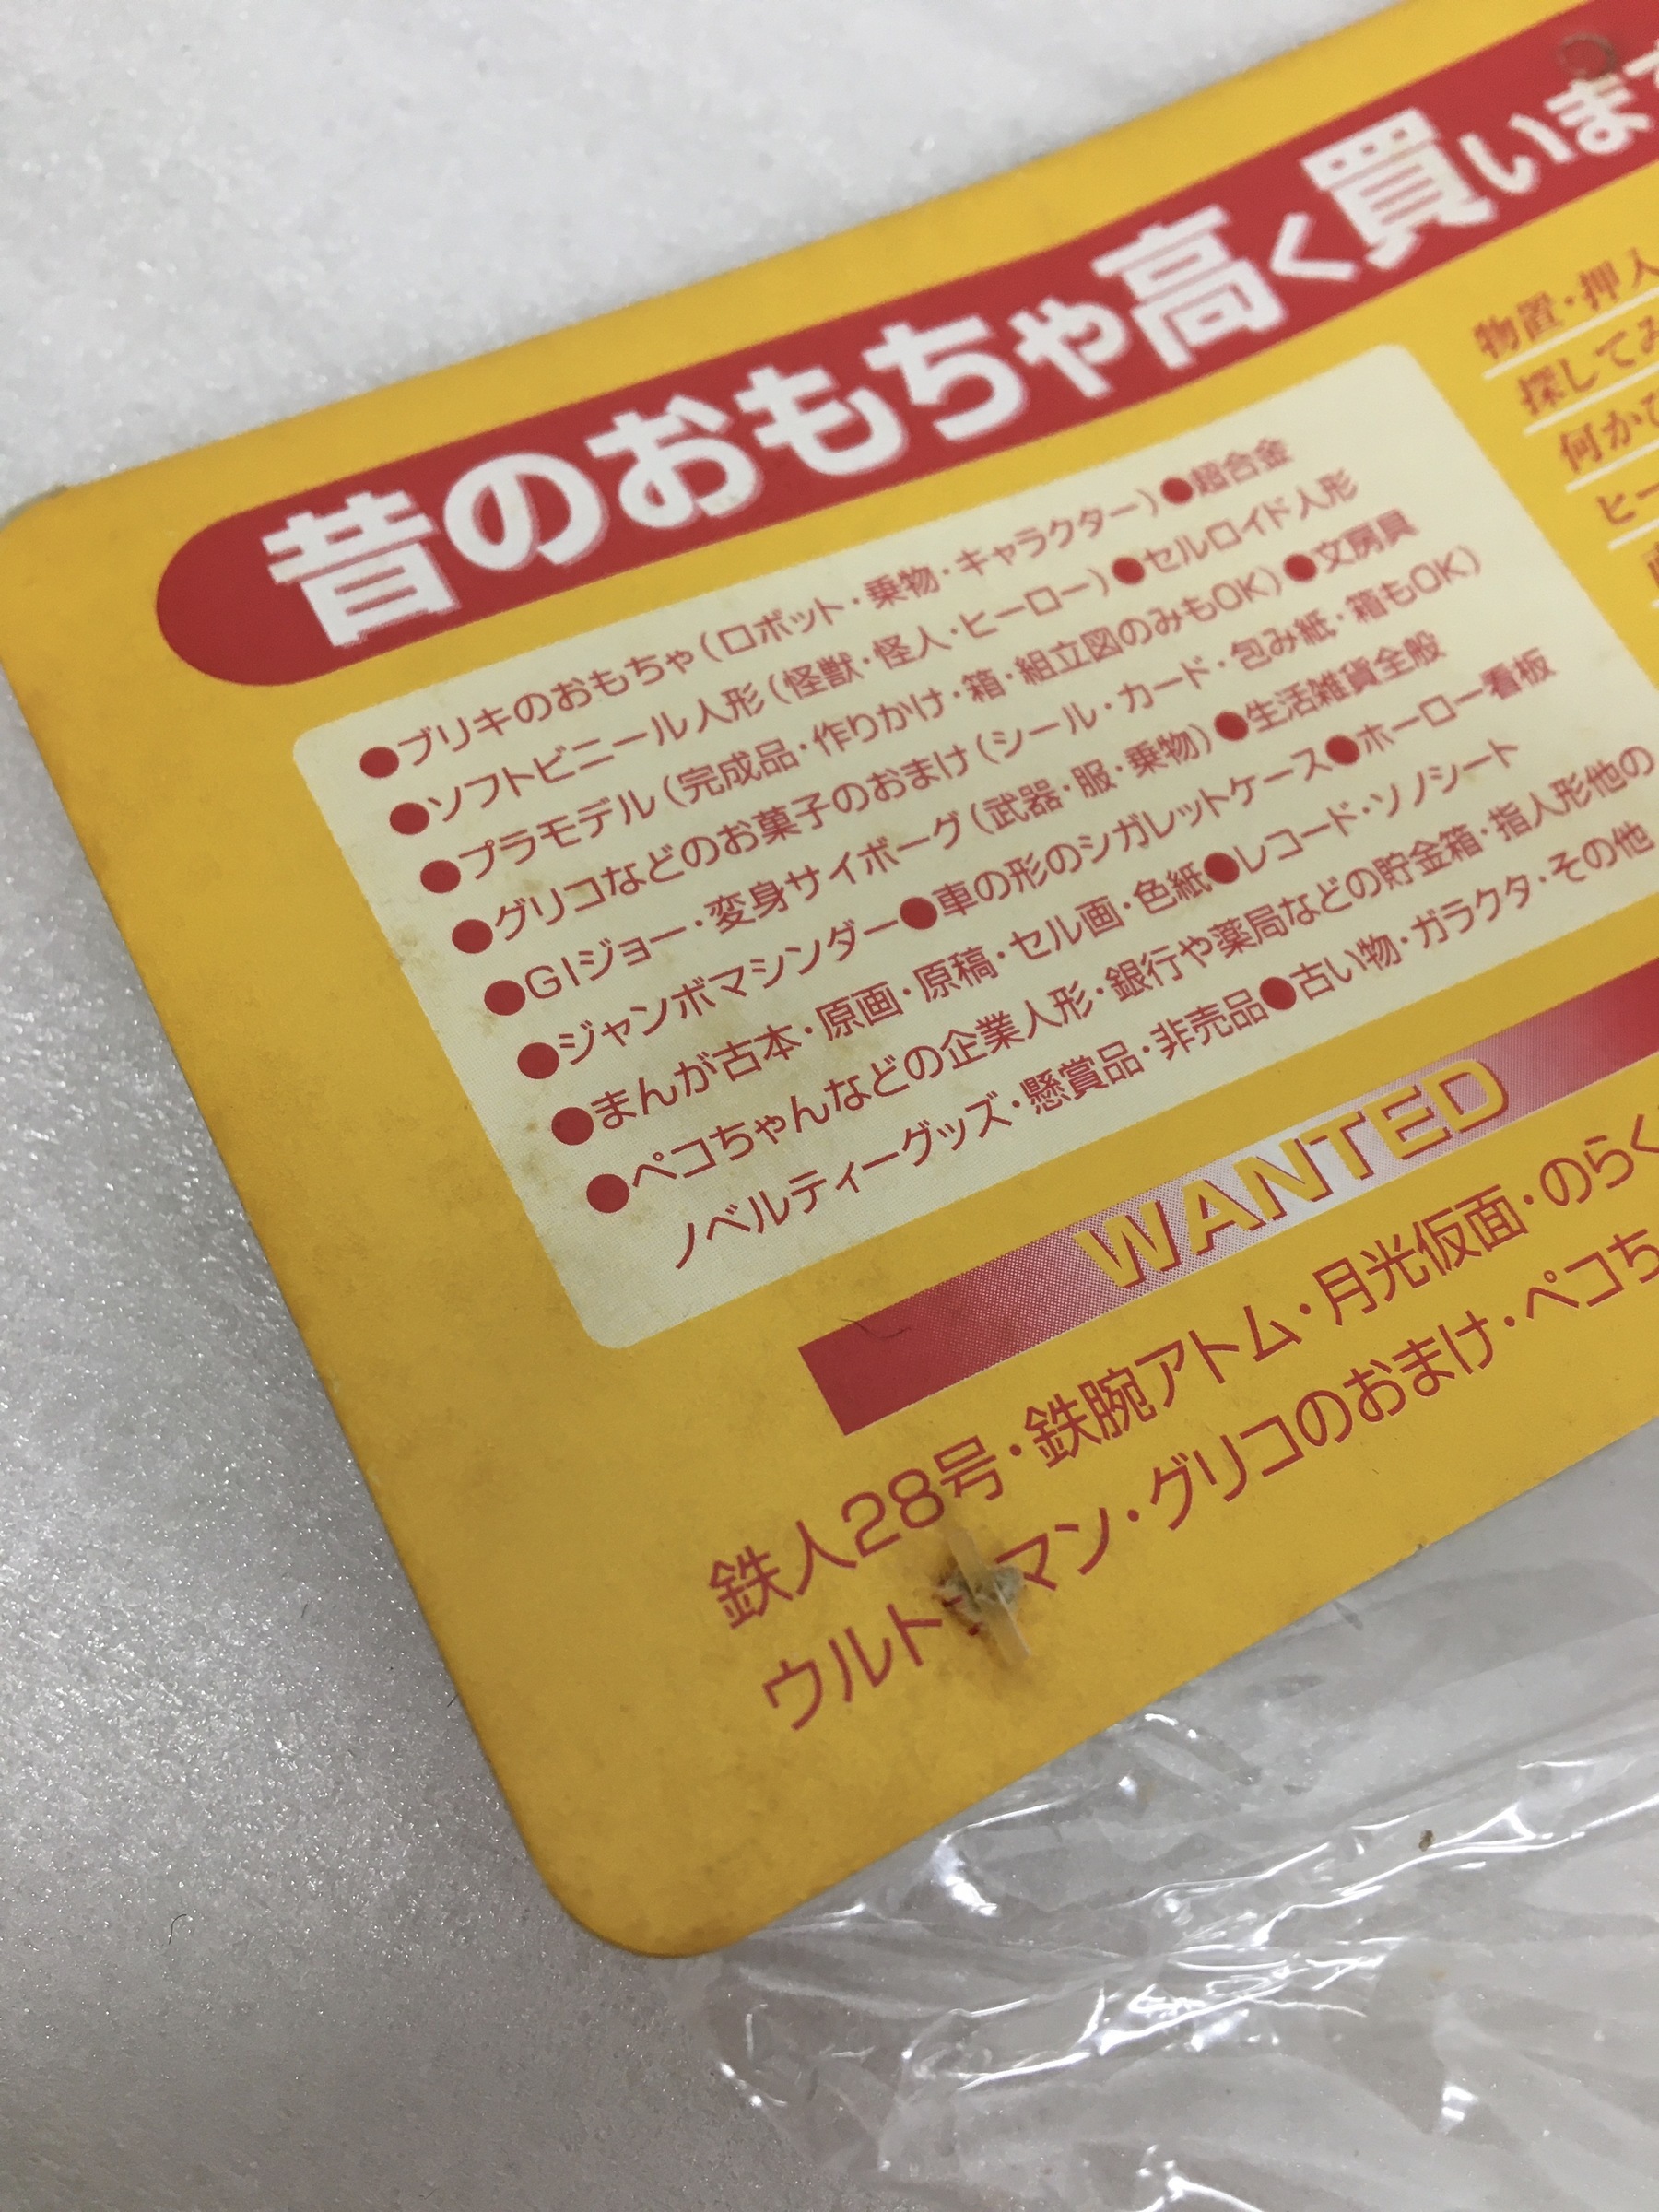 昔のおもちゃ高く買います
●ブリキのおもちゃ(ロボット・乗物・キャラクター)●超合金
●ソフトビニール人形(怪獣・怪人・ヒーロー)●セルロイド人形
●プラモデル(完成品・作りかけ・箱・組立図のみもOK)●文房具
●グリコなどのお菓子のおまけ(シール・カード・包み紙・箱もOK)
●GIジョー・変身サイボーグ(武器・服・乗物)●生活雑貨全般
●ジャンボマシンダー●車の形のシガレットケース●ホーロー看板
●まんが古本・原画・原稿・セル画・色紙●レコード・ソノシート
●ペコちゃんなどの企業人形・銀行や薬局などの貯金箱・指人形他の
ノベルティーグッズ・懸賞品・非売品●古い物・ガラクタ・その他
物置・押入
探してみ
何か
ヒー
WANTED
鉄人28号・鉄腕アトム・月光仮面・のらく
ウルトラマン・グリコのおまけ・ペコち